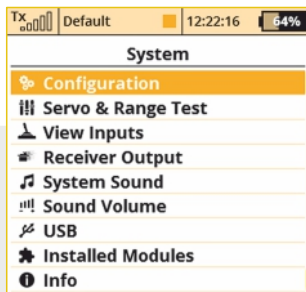 Tx Default 12:22:16 64%
System
Configuration
Servo & Range Test
View Inputs
Receiver Output
System Sound
Sound Volume
USB
Installed Modules
Info